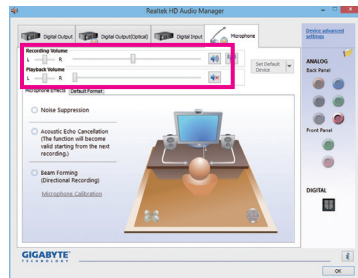 Realtek HD Audio Manager
Digital Output
Digital Output(Optical)
Digital Input
Microphone
Device advanced
settings
Recording Volume
L
R
Set Default
Device
Playback Volume
L
R
Microphone Effects
Default Format
Noise Suppression
Acoustic Echo Cancellation
(The function will become
valid starting from the next
recording.)
Beam Forming
(Directional Recording)
Microphone Calibration
ANALOG
Back Panel
Front Panel
DIGITAL
GIGABYTE
TECHNOLOGY
i
OK